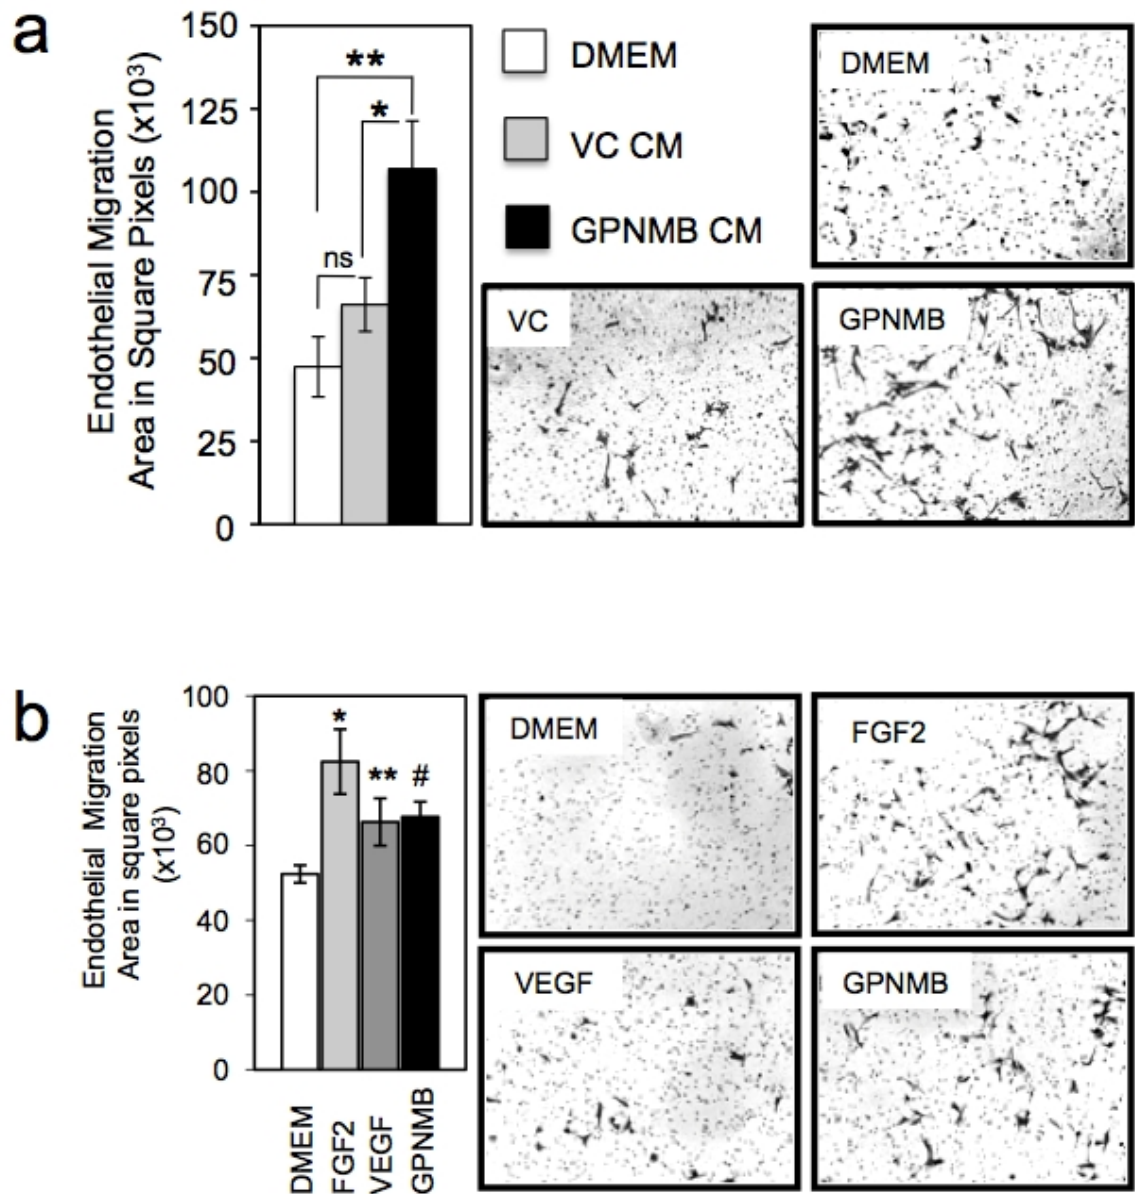 a
Endothelial Migration
Area in Square Pixels (x10³)
150
125
100
75
50
25
0
**
*
ns
DMEM
VC CM
GPNMB CM
DMEM
VC
GPNMB
b
Endothelial Migration
Area in square pixels
(x10³)
100
80
60
40
20
0
*
**
#
DMEM
FGF2
VEGF
GPNMB
DMEM
FGF2
VEGF
GPNMB